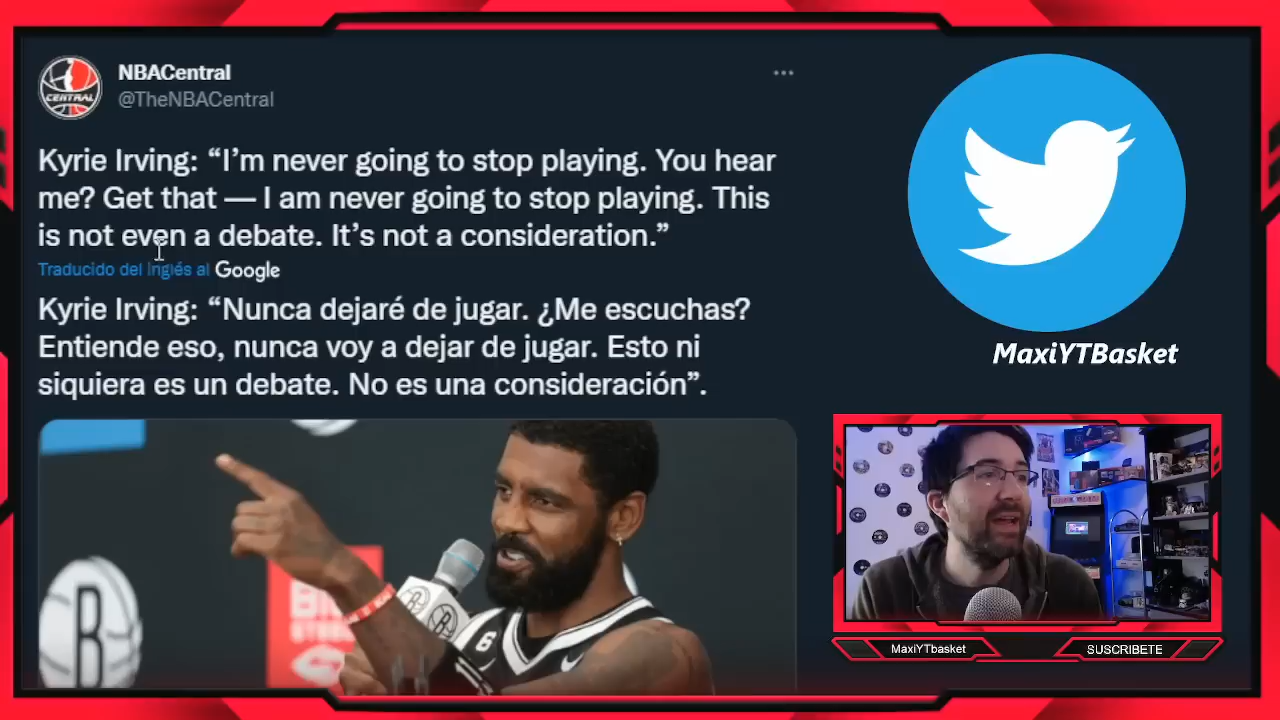 NBACentral
@TheNBACentral
CENTRAL
Kyrie Irving: “I’m never going to stop playing. You hear
me? Get that — I am never going to stop playing. This
is not even a debate. It’s not a consideration.”
Traducido del Inglés al Google
Kyrie Irving: “Nunca dejaré de jugar. ¿Me escuchas?
Entiende eso, nunca voy a dejar de jugar. Esto ni
siquiera es un debate. No es una consideración”.
B
6
MaxiYTBasket
MaxiYTbasket
SUSCRIBETE